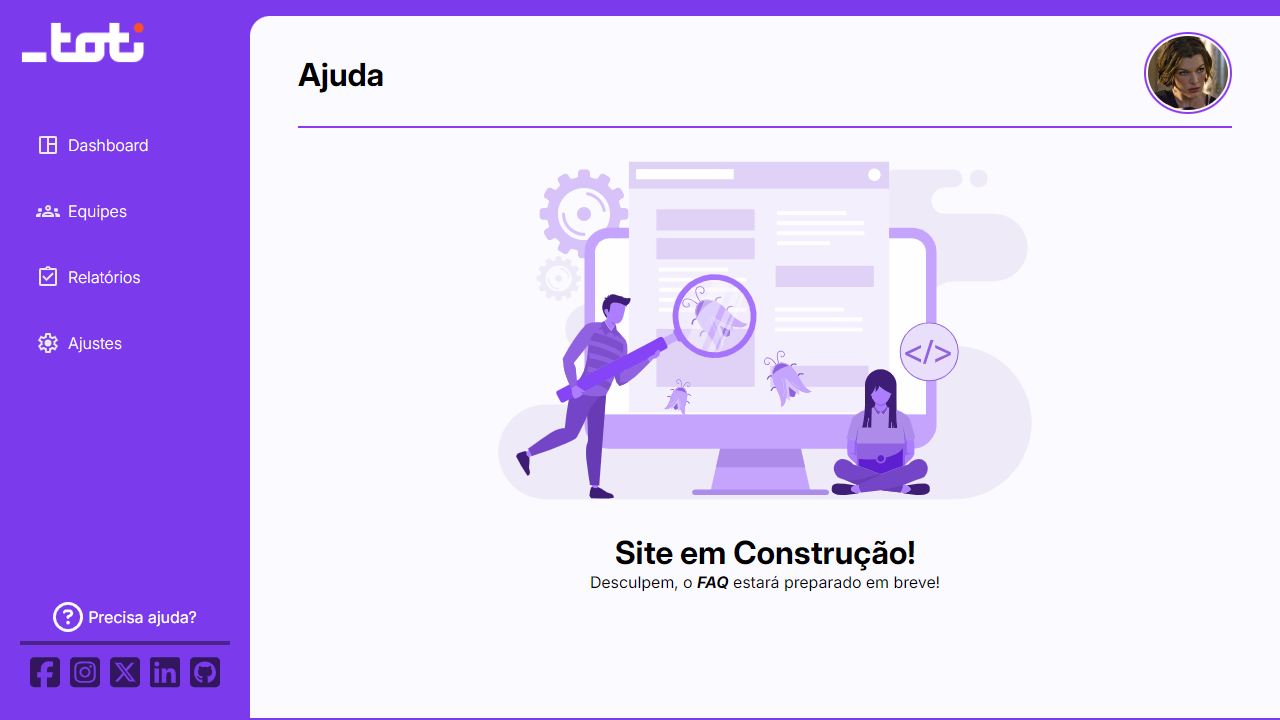 _toti
Ajuda
Dashboard
Equipes
Relatórios
Ajustes
</>
Site em Construção!
Desculpem, o FAQ estará preparado em breve!
? Precisa ajuda?